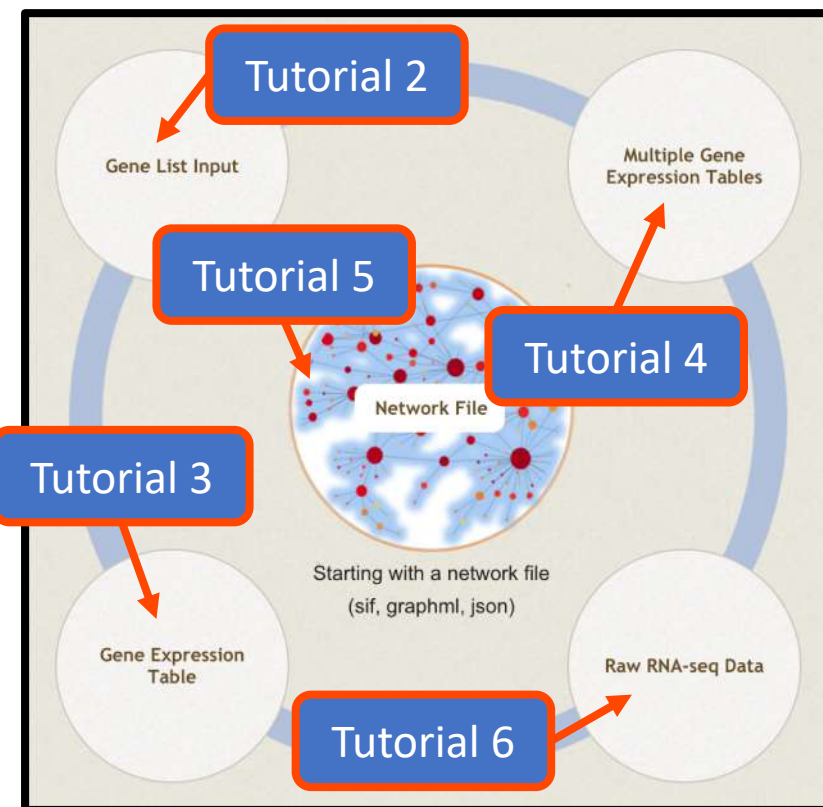 Tutorial 2
Gene List Input
Multiple Gene
Expression Tables
Tutorial 5
Tutorial 4
Network File
Tutorial 3
Starting with a network file
(sif, graphml, json)
Gene Expression
Table
Raw RNA-seq Data
Tutorial 6